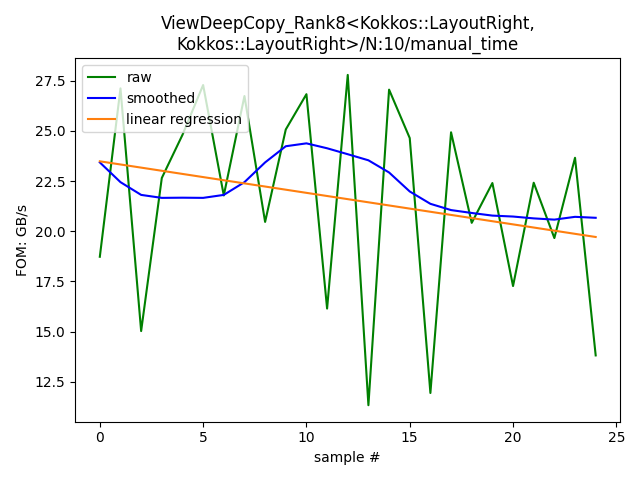 ViewDeepCopy_Rank8<Kokkos::LayoutRight,
Kokkos::LayoutRight>/N:10/manual_time
raw
smoothed
linear regression
FOM: GB/s
27.5
25.0
22.5
20.0
17.5
15.0
12.5
0
5
10
15
20
25
sample #